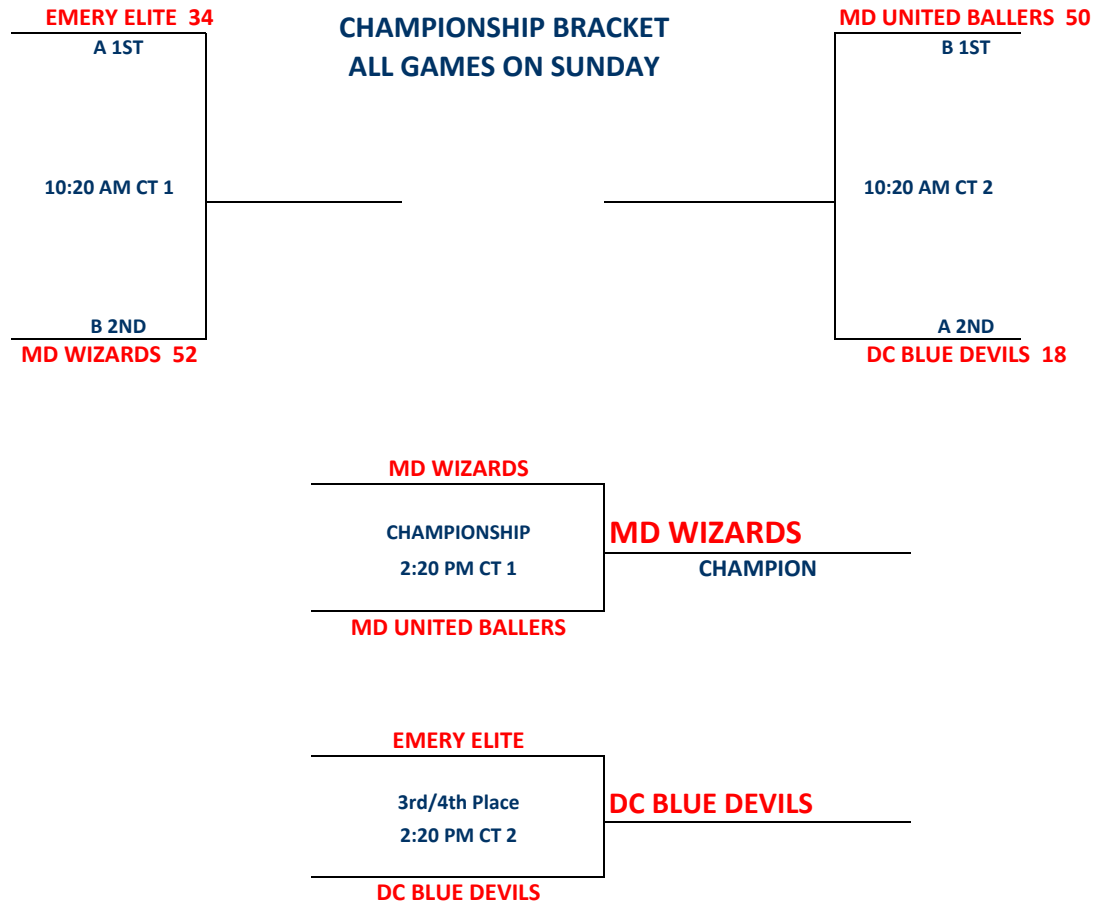 EMERY ELITE  34
A 1ST
10:20 AM CT 1
B 2ND
MD WIZARDS  52
CHAMPIONSHIP BRACKET
ALL GAMES ON SUNDAY
MD UNITED BALLERS  50
B 1ST
10:20 AM CT 2
A 2ND
DC BLUE DEVILS  18
MD WIZARDS
CHAMPIONSHIP
2:20 PM CT 1
MD UNITED BALLERS
MD WIZARDS
CHAMPION
EMERY ELITE
3rd/4th Place
2:20 PM CT 2
DC BLUE DEVILS
DC BLUE DEVILS